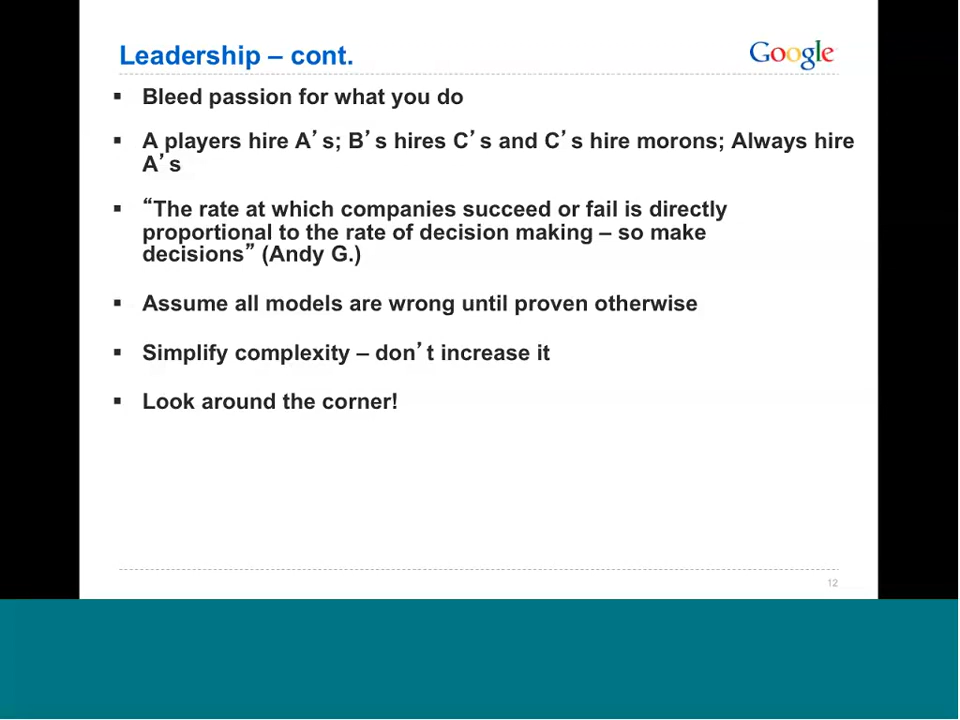 Leadership – cont.
Google
▪ Bleed passion for what you do
▪ A players hire A’s; B’s hires C’s and C’s hire morons; Always hire
A’s
▪ “The rate at which companies succeed or fail is directly
proportional to the rate of decision making – so make
decisions” (Andy G.)
▪ Assume all models are wrong until proven otherwise
▪ Simplify complexity – don’t increase it
▪ Look around the corner!
12